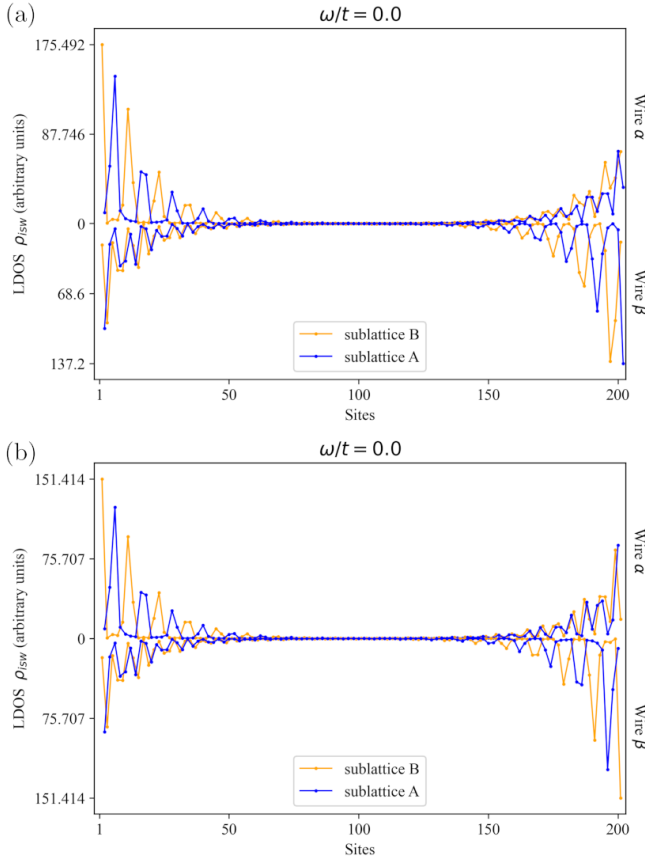 (a)
ω/t = 0.0
175.492
87.746
0
68.6
137.2
LDOS ρisw (arbitrary units)
Wire α
Wire β
sublattice B
sublattice A
1
50
100
150
200
Sites
(b)
ω/t = 0.0
151.414
75.707
0
75.707
151.414
LDOS ρisw (arbitrary units)
Wire α
Wire β
sublattice B
sublattice A
1
50
100
150
200
Sites